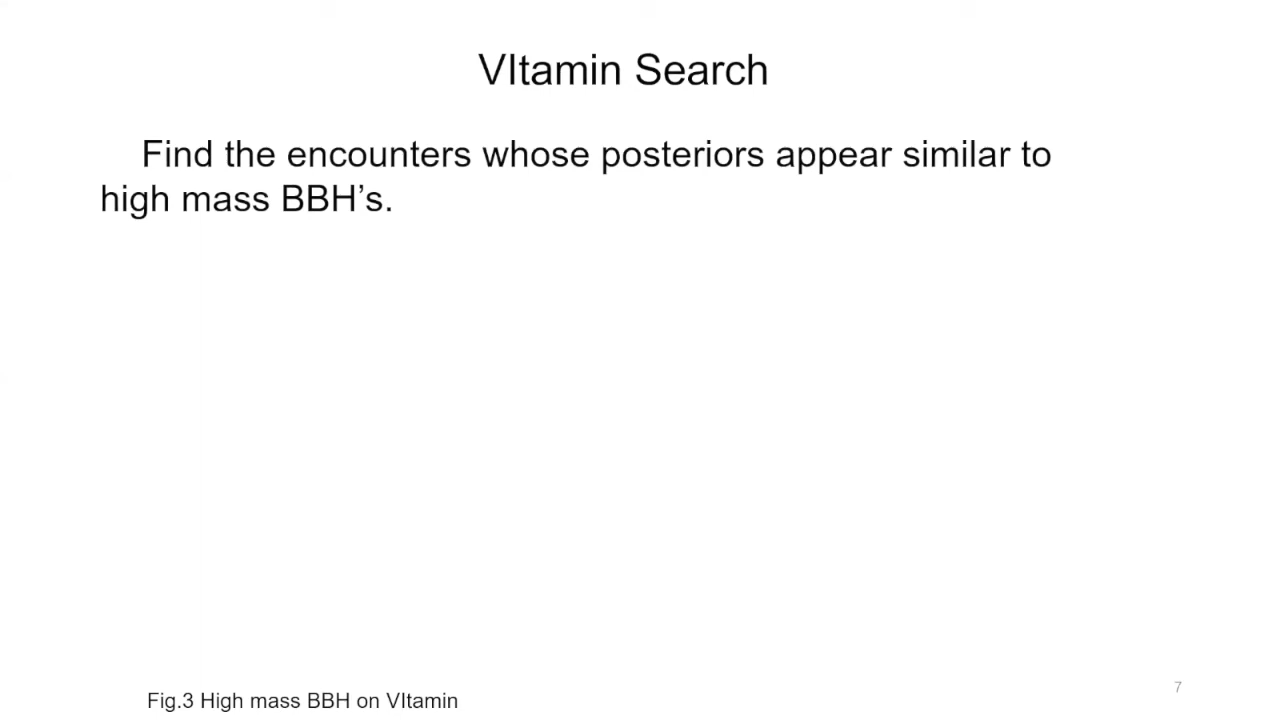 VItamin Search
Find the encounters whose posteriors appear similar to
high mass BBH’s.
Fig.3 High mass BBH on VItamin
7